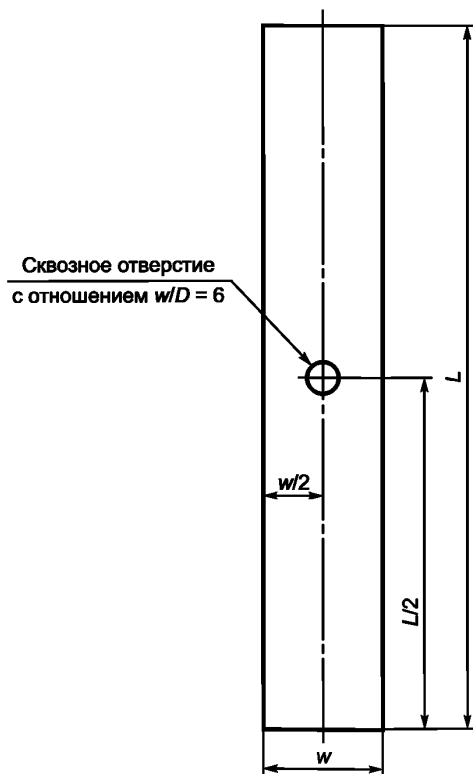 Сквозное отверстие
с отношением w/D = 6
L
w/2
L/2
w